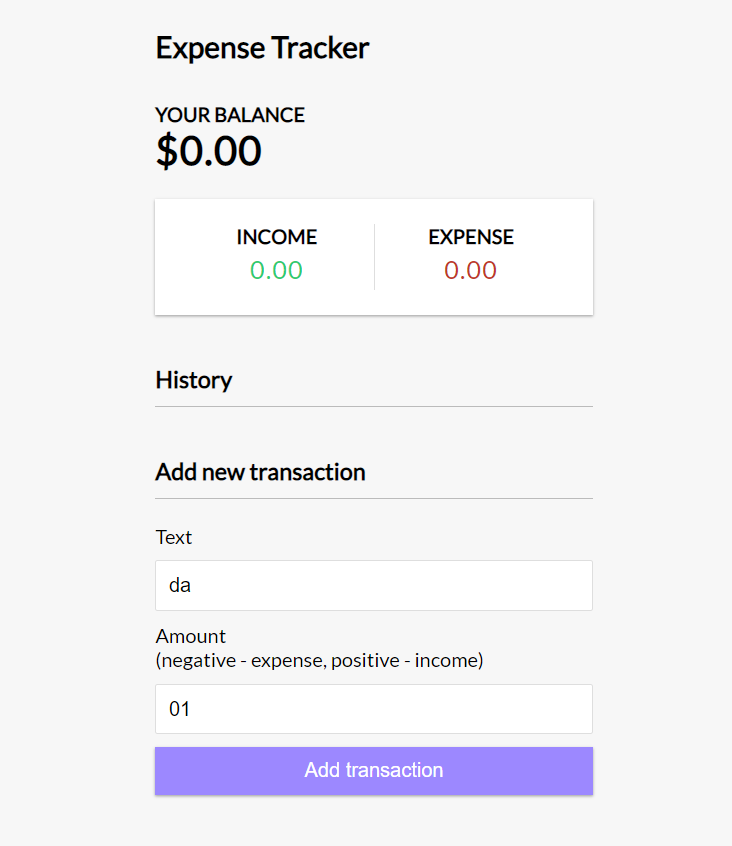 Expense Tracker
YOUR BALANCE
$0.00
INCOME EXPENSE
0.00 0.00
History
Add new transaction
Text
da
Amount
(negative - expense, positive - income)
01
Add transaction